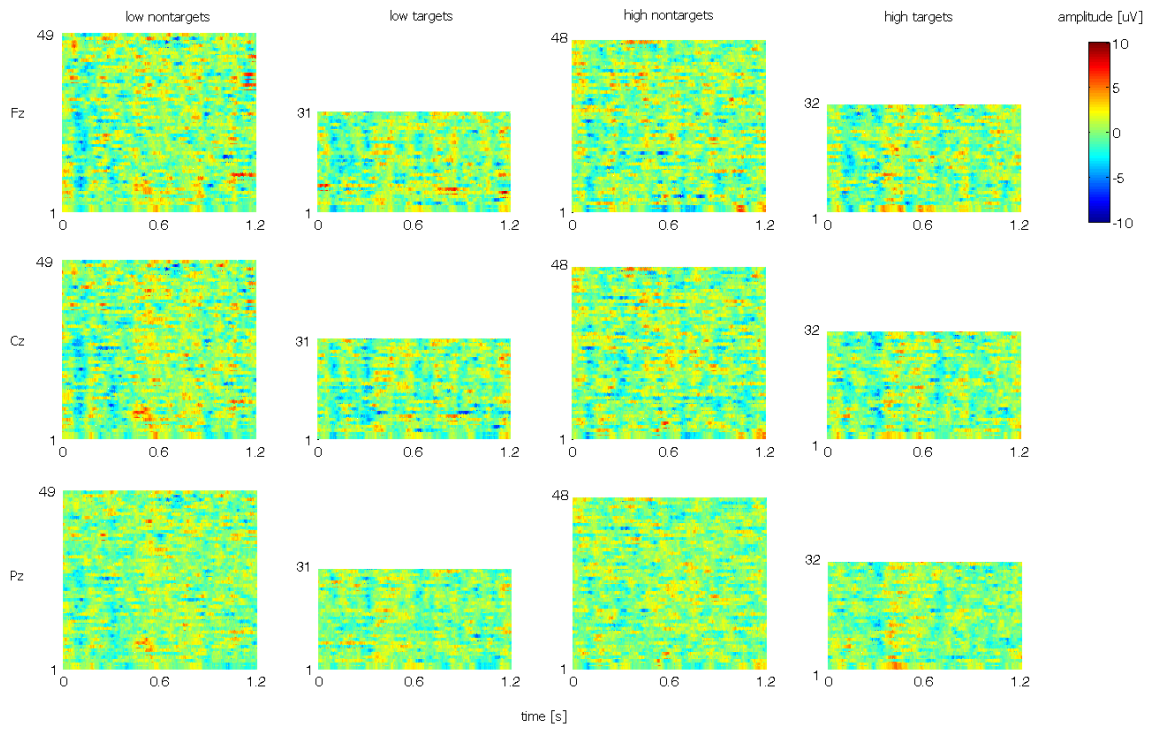 low nontargets low targets high nontargets high targets amplitude [uV]
49 48 10
5
Fz 31 32 0
-5
1 1 1 1 -10
0 0.6 1.2 0 0.6 1.2 0 0.6 1.2 0 0.6 1.2
49 48
Cz 31 32
1 1 1 1
0 0.6 1.2 0 0.6 1.2 0 0.6 1.2 0 0.6 1.2
49 48
Pz 31 32
1 1 1 1
0 0.6 1.2 0 0.6 1.2 0 0.6 1.2 0 0.6 1.2
time [s]